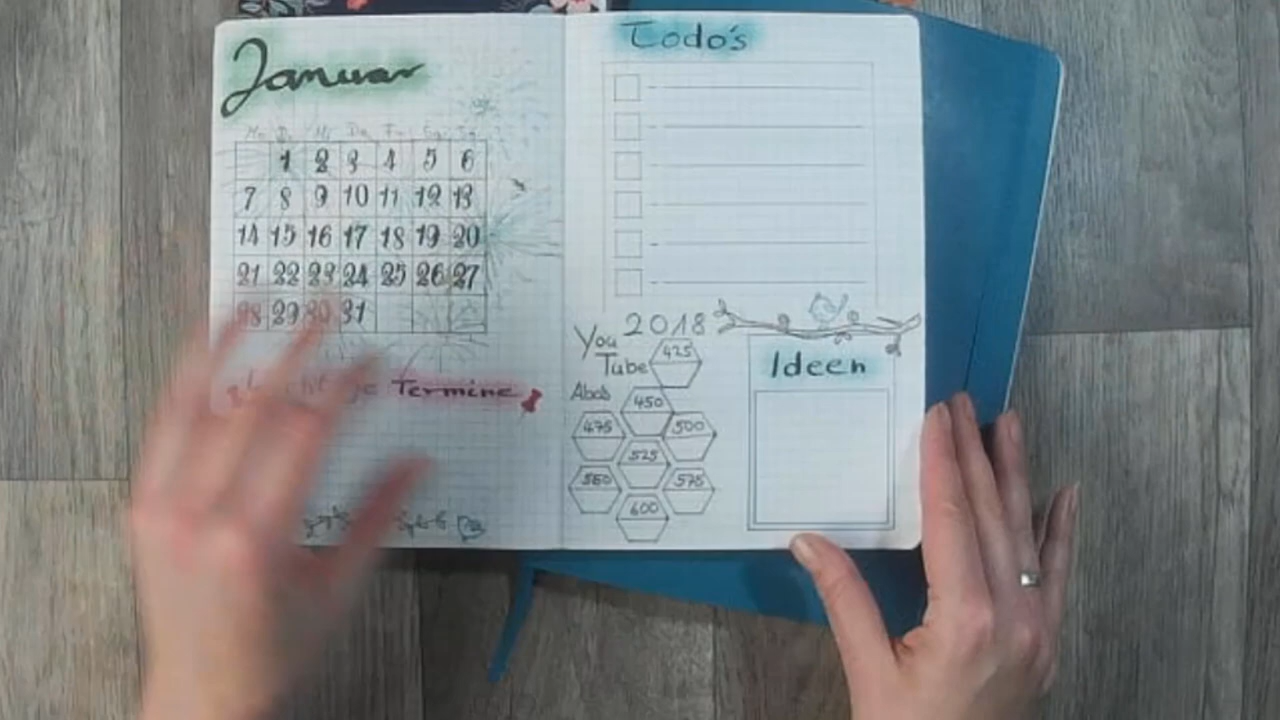 Januar
Mo Di Mi Do Fr Sa So
1 2 3 4 5 6
7 8 9 10 11 12 13
14 15 16 17 18 19 20
21 22 23 24 25 26 27
28 29 30 31
Termine
Todo's
You Tube
2018
Abos
425
450
475
500
525
550
575
600
Ideen